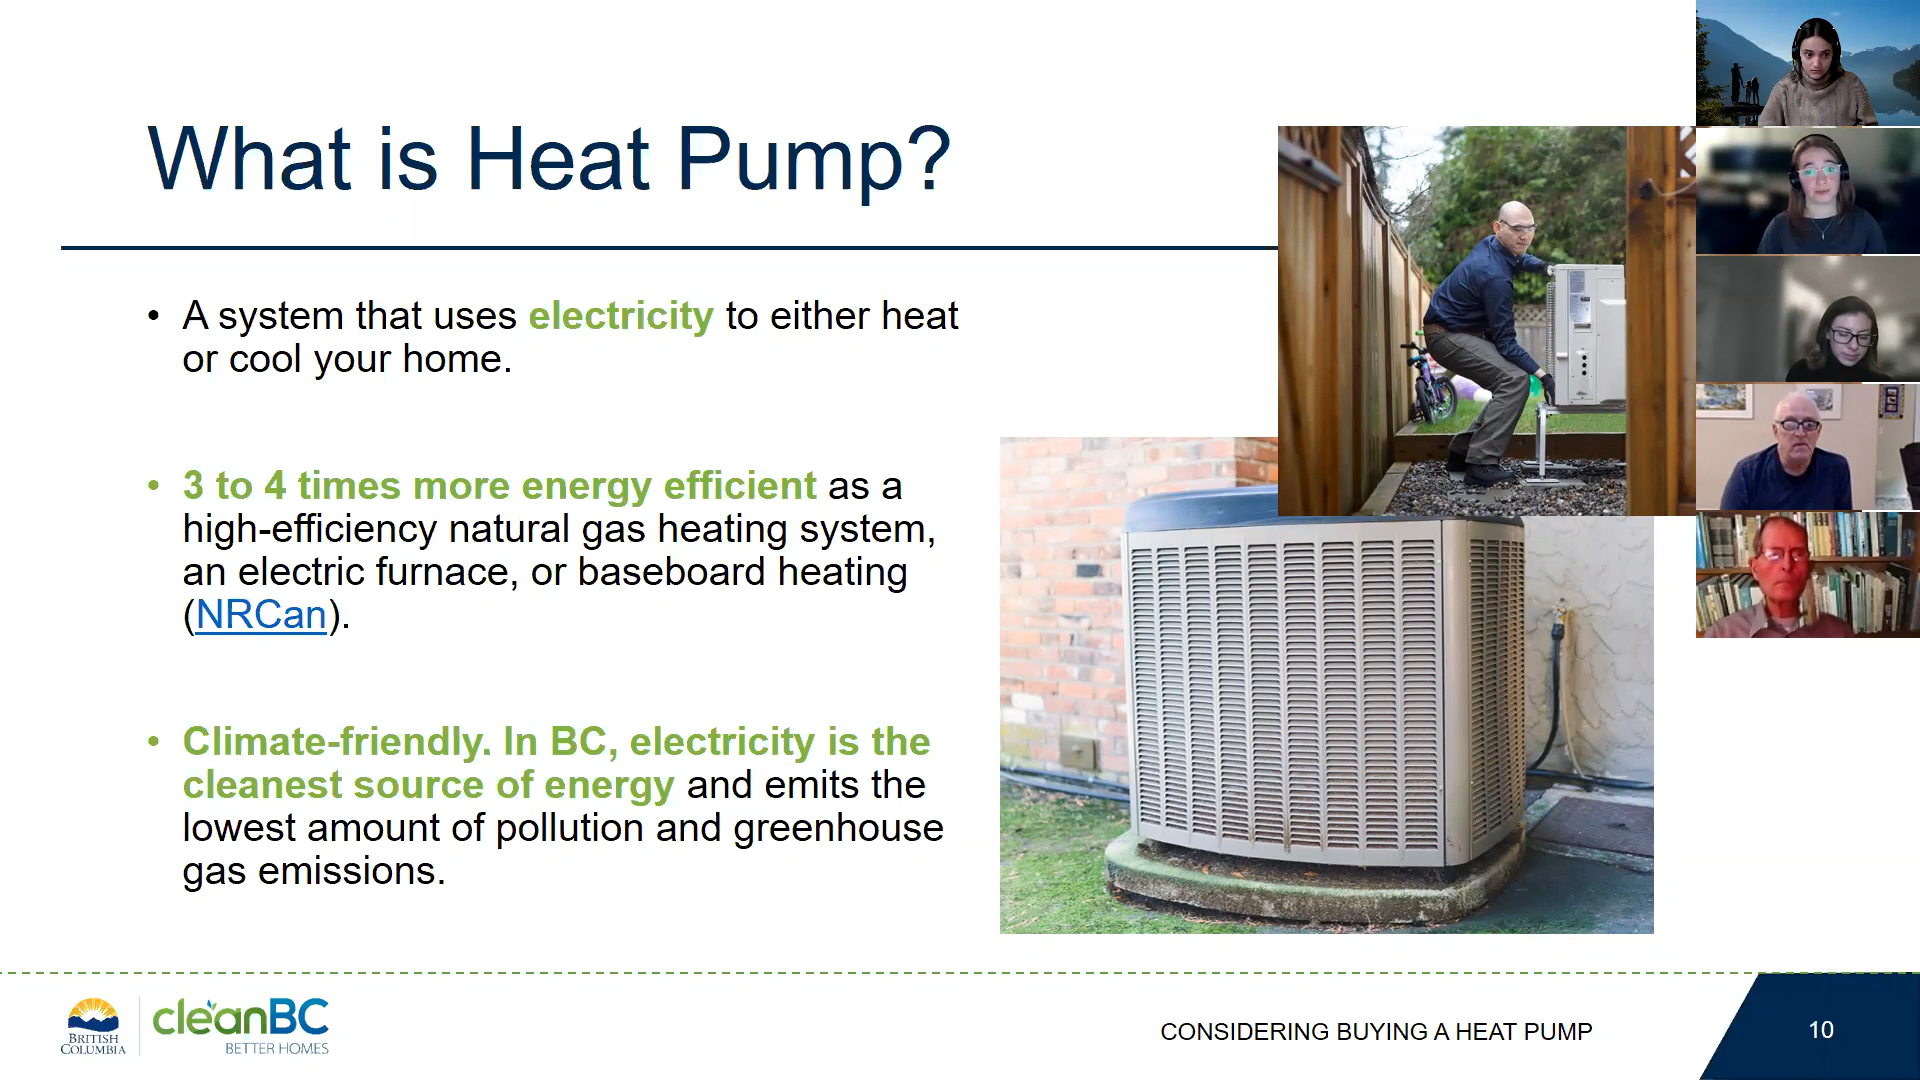 What is Heat Pump?
• A system that uses electricity to either heat
or cool your home.
• 3 to 4 times more energy efficient as a
high-efficiency natural gas heating system,
an electric furnace, or baseboard heating
(NRCan).
• Climate-friendly. In BC, electricity is the
cleanest source of energy and emits the
lowest amount of pollution and greenhouse
gas emissions.
BRITISH
COLUMBIA
cleanBC
BETTER HOMES
CONSIDERING BUYING A HEAT PUMP
10